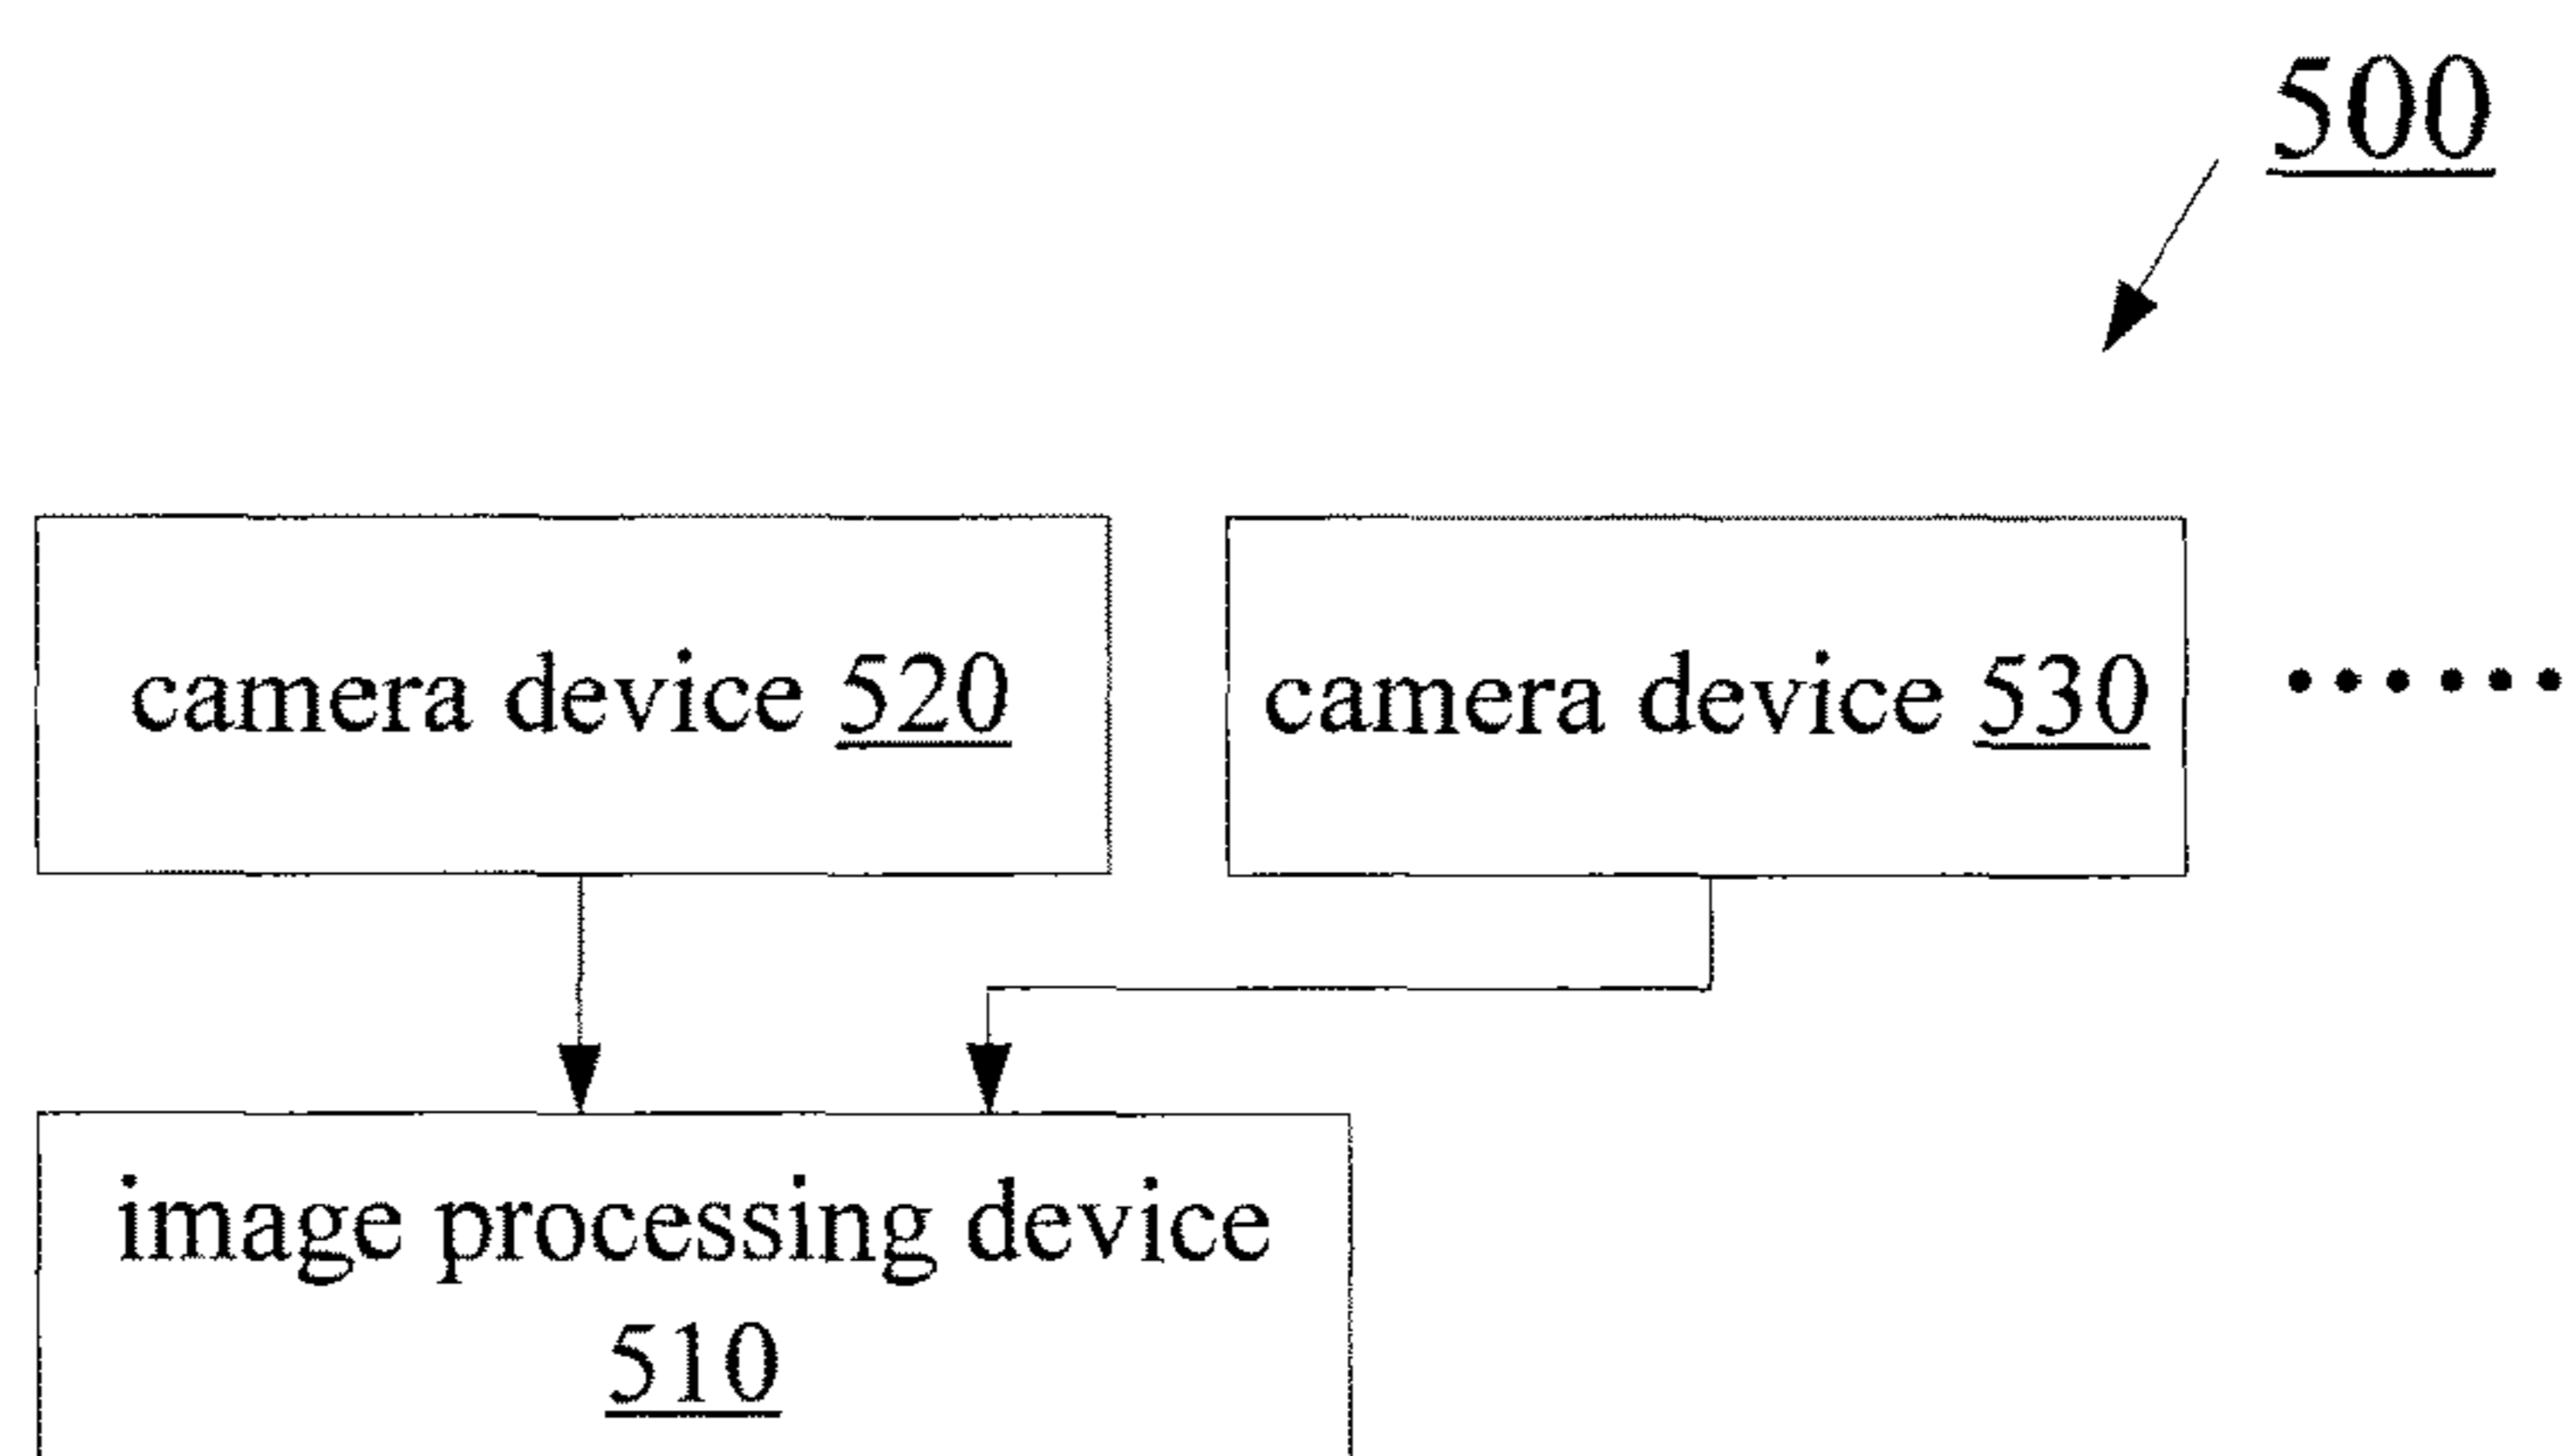 500
camera device 520
camera device 530
......
image processing device
510